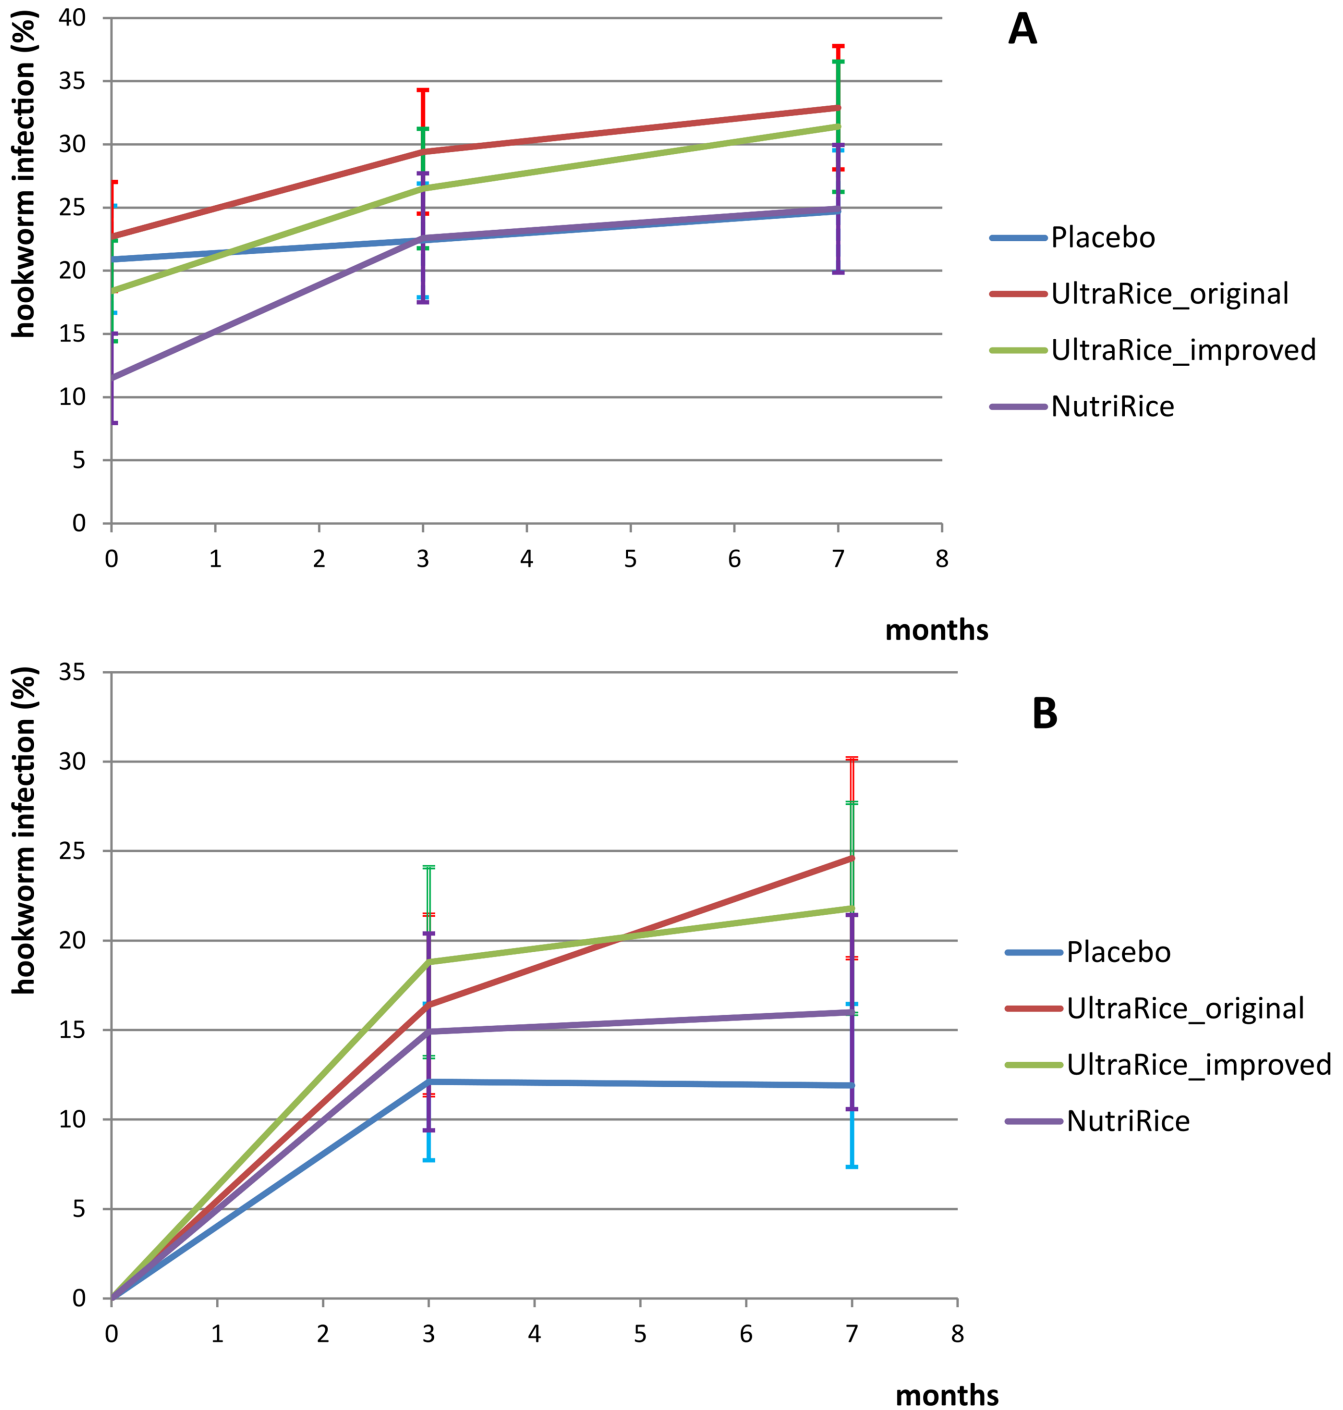 hookworm infection (%)
40
35
30
25
20
15
10
5
0
0 1 2 3 4 5 6 7 8
months
A
Placebo
UltraRice_original
UltraRice_improved
NutriRice
hookworm infection (%)
35
30
25
20
15
10
5
0
0 1 2 3 4 5 6 7 8
months
B
Placebo
UltraRice_original
UltraRice_improved
NutriRice